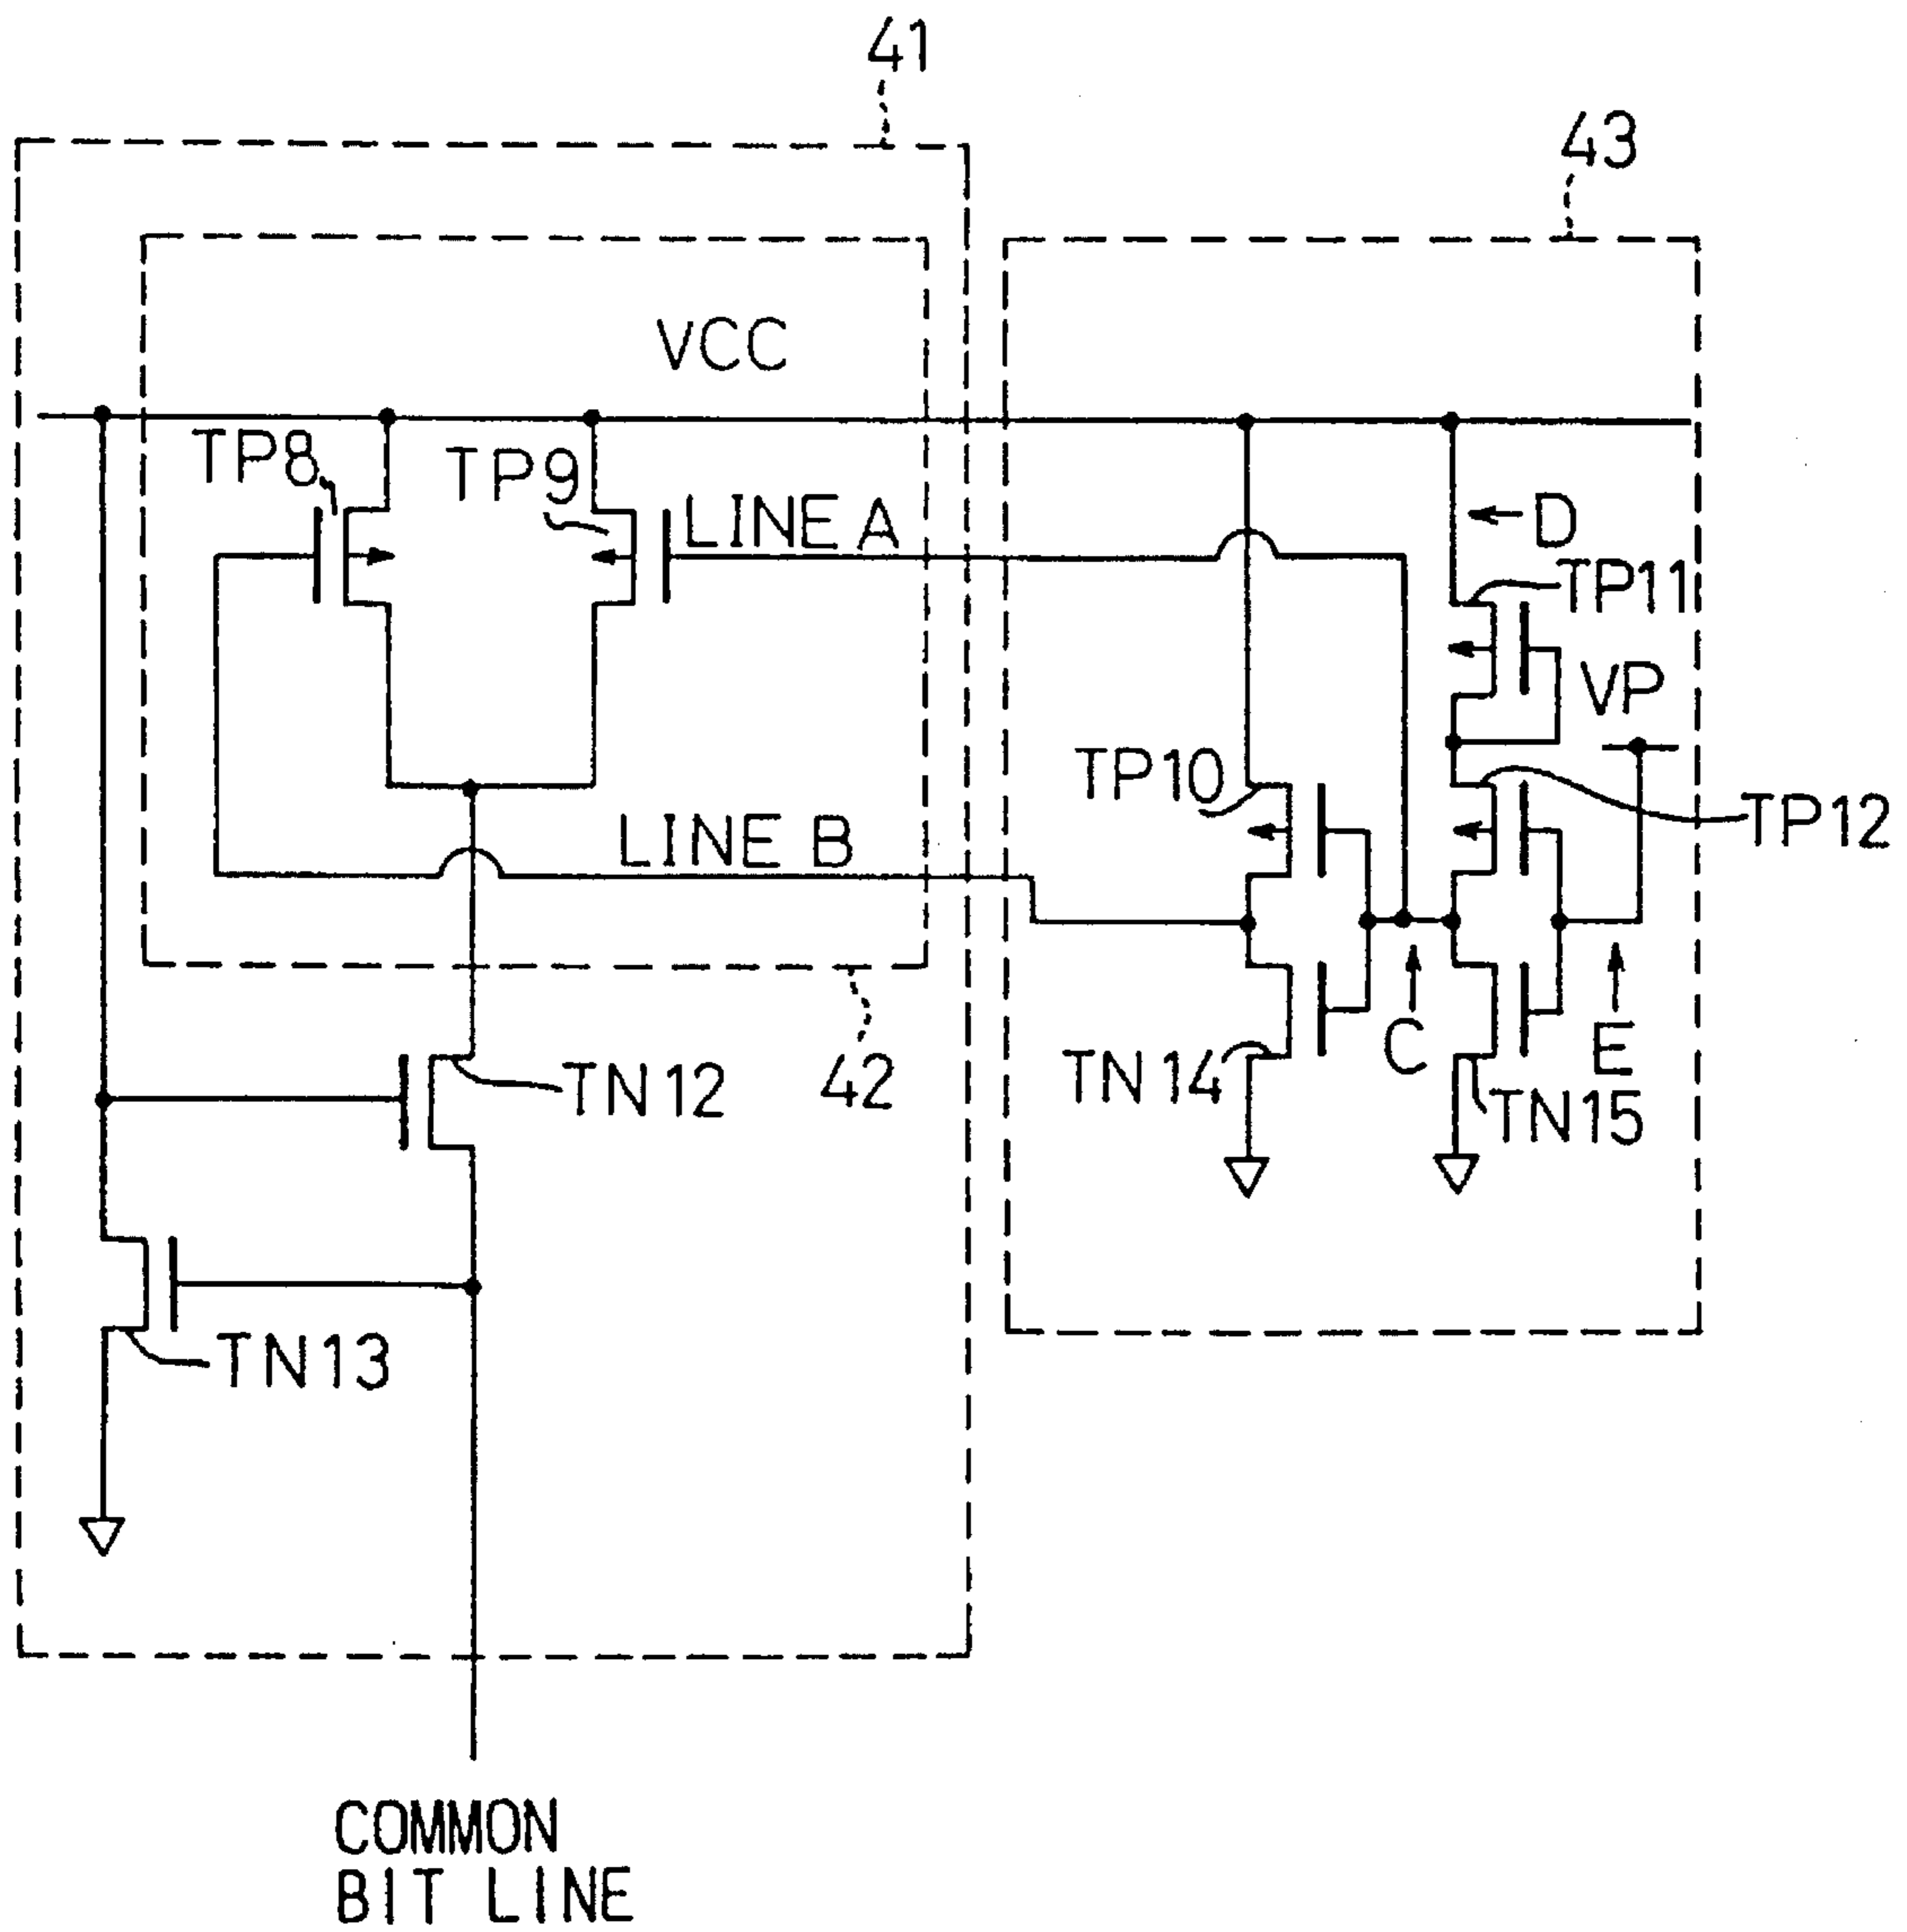 41
43
VCC
TP8
TP9
LINE A
D
TP11
VP
TP10
TP12
LINE B
C
E
TN12
42
TN14
TN15
TN13
COMMON
BIT LINE